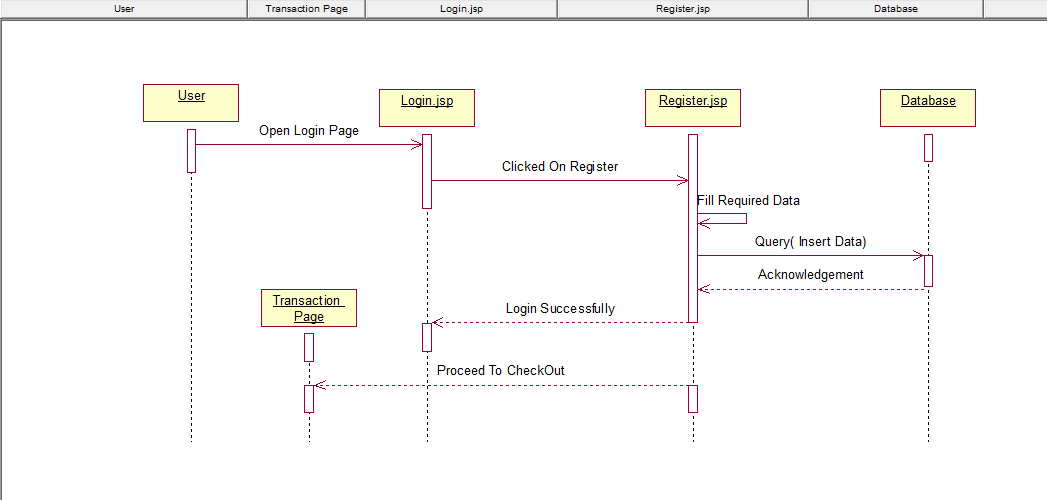 User
Transaction Page
Login.jsp
Register.jsp
Database
User
Login.jsp
Register.jsp
Database
Open Login Page
Clicked On Register
Fill Required Data
Query( Insert Data)
Acknowledgement
Transaction
Page
Login Successfully
Proceed To CheckOut